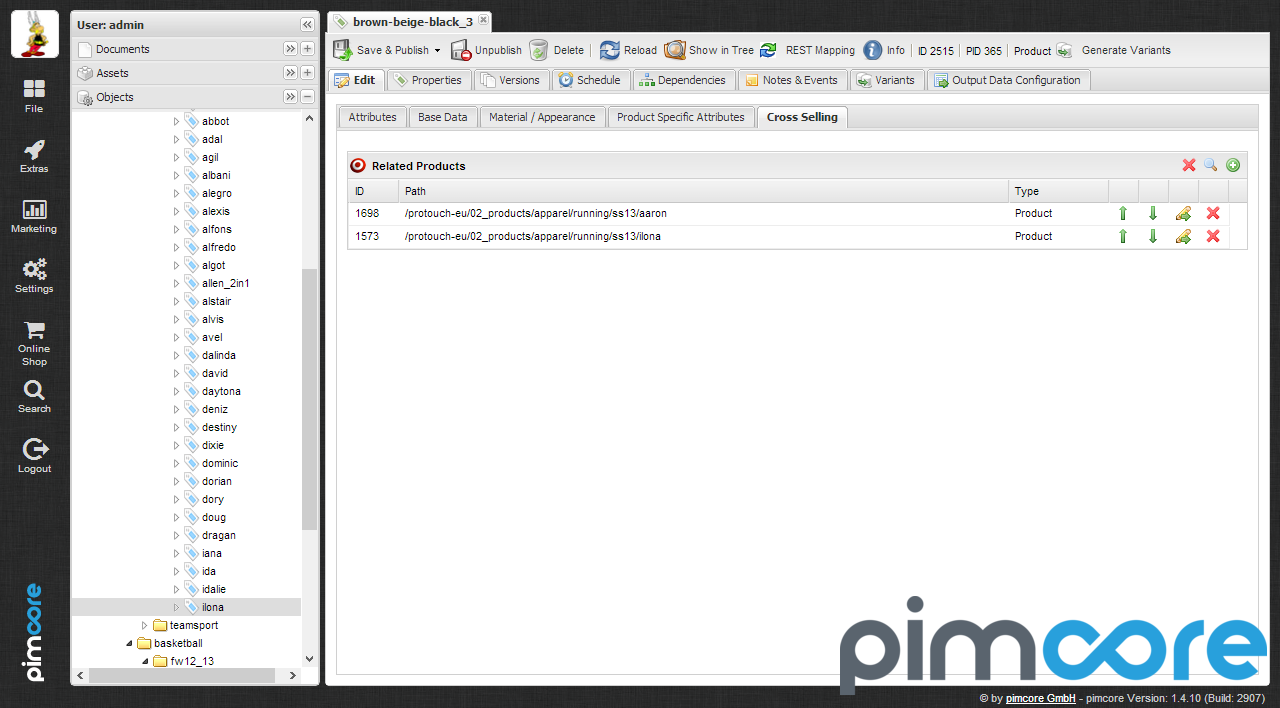 User: admin
Documents
Assets
Objects
File
Extras
Marketing
Settings
Online
Shop
Search
Logout
pimcore
abbot
adal
agil
albani
alegro
alexis
alfons
alfredo
algot
allen_2in1
alstair
alvis
avel
dalinda
david
daytona
deniz
destiny
dixie
dominic
dorian
dory
doug
dragan
iana
ida
idalie
ilona
teamsport
basketball
fw12_13
brown-beige-black_3
Save & Publish Unpublish Delete Reload Show in Tree REST Mapping Info ID 2515 PID 365 Product Generate Variants
Edit Properties Versions Schedule Dependencies Notes & Events Variants Output Data Configuration
Attributes Base Data Material / Appearance Product Specific Attributes Cross Selling
Related Products
ID Path Type
1698 /protouch-eu/02_products/apparel/running/ss13/aaron Product
1573 /protouch-eu/02_products/apparel/running/ss13/ilona Product
pimcore
© by pimcore GmbH - pimcore Version: 1.4.10 (Build: 2907)